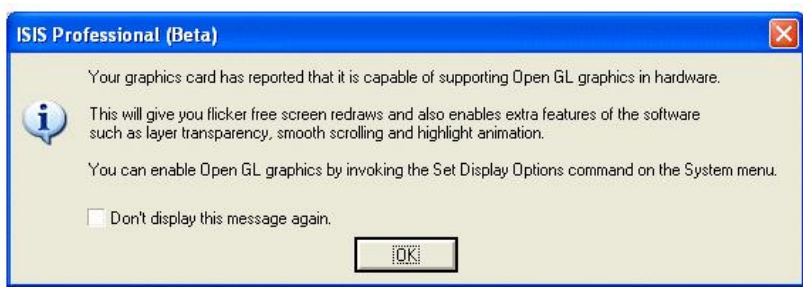 ISIS Professional (Beta)
Your graphics card has reported that it is capable of supporting Open GL graphics in hardware.
This will give you flicker free screen redraws and also enables extra features of the software
such as layer transparency, smooth scrolling and highlight animation.
You can enable Open GL graphics by invoking the Set Display Options command on the System menu.
Don't display this message again.
OK